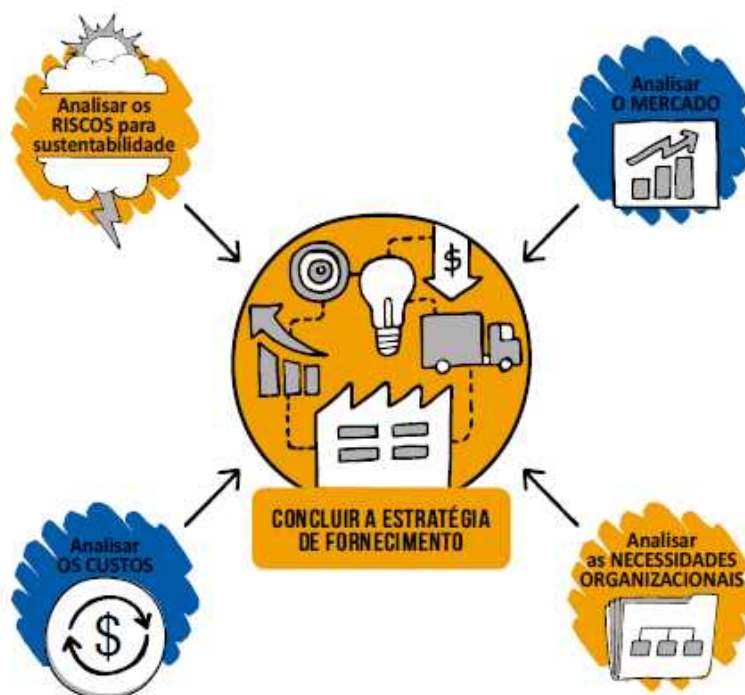 Analisar os
RISCOS para
sustentabilidade
Analisar
O MERCADO
$
CONCLUIR A ESTRATÉGIA
DE FORNECIMENTO
Analisar
OS CUSTOS
$
Analisar
as NECESSIDADES
ORGANIZACIONAIS